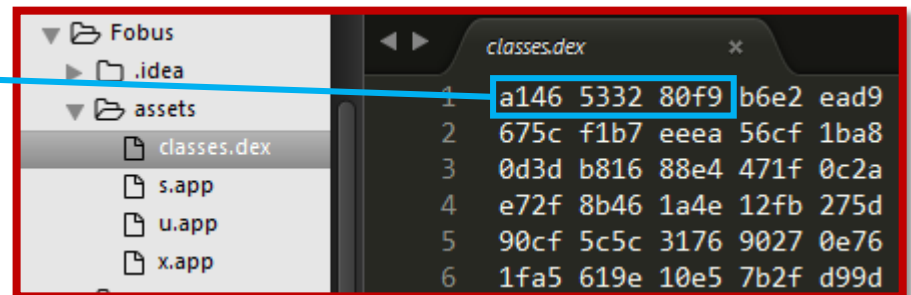 Fobus
.idea
assets
classes.dex
s.app
u.app
x.app
classes.dex ×
1 a146 5332 80f9 b6e2 ead9
2 675c f1b7 eeea 56cf 1ba8
3 0d3d b816 88e4 471f 0c2a
4 e72f 8b46 1a4e 12fb 275d
5 90cf 5c5c 3176 9027 0e76
6 1fa5 619e 10e5 7b2f d99d